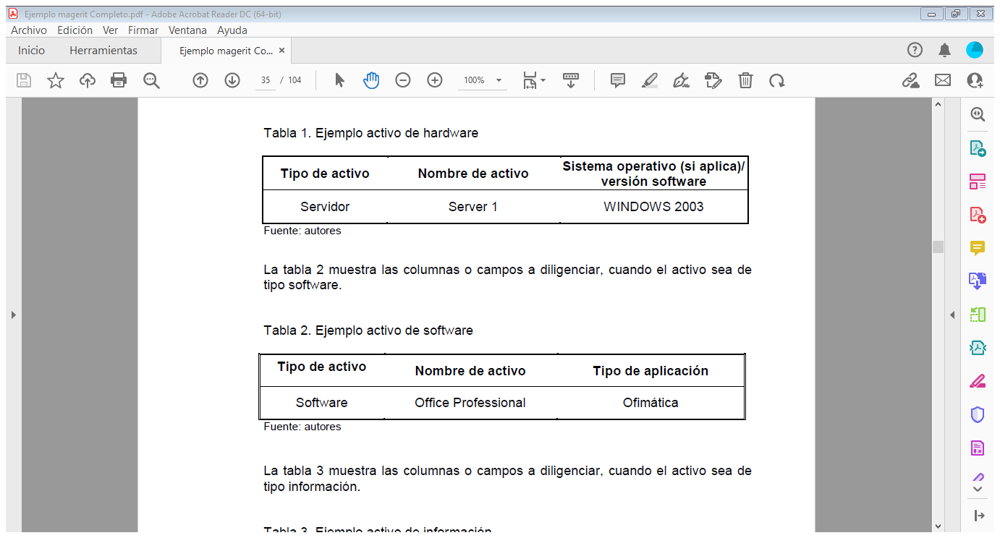 Ejemplo magerit Completo.pdf - Adobe Acrobat Reader DC (64-bit)
Archivo Edición Ver Firmar Ventana Ayuda
Inicio Herramientas Ejemplo magerit Co... ×
35 / 104 100%
Tabla 1. Ejemplo activo de hardware
Tipo de activo Nombre de activo Sistema operativo (si aplica)/
versión software
Servidor Server 1 WINDOWS 2003
Fuente: autores
La tabla 2 muestra las columnas o campos a diligenciar, cuando el activo sea de
tipo software.
Tabla 2. Ejemplo activo de software
Tipo de activo Nombre de activo Tipo de aplicación
Software Office Professional Ofimática
Fuente: autores
La tabla 3 muestra las columnas o campos a diligenciar, cuando el activo sea de
tipo información.
Tabla 3. Ejemplo activo de información